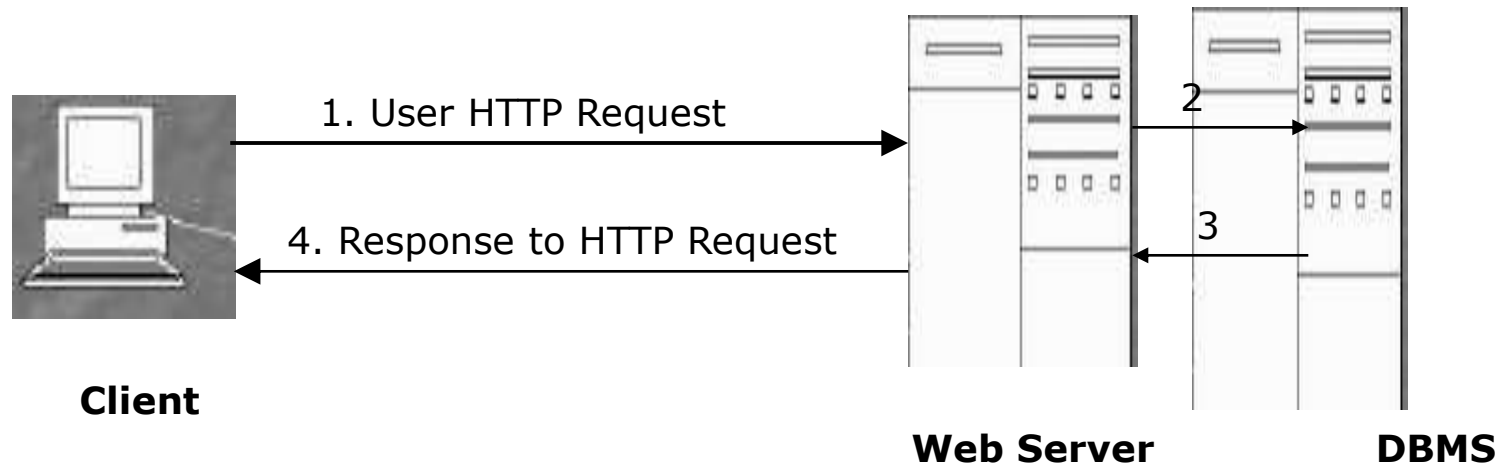 1. User HTTP Request
2
4. Response to HTTP Request
3
Client
Web Server
DBMS